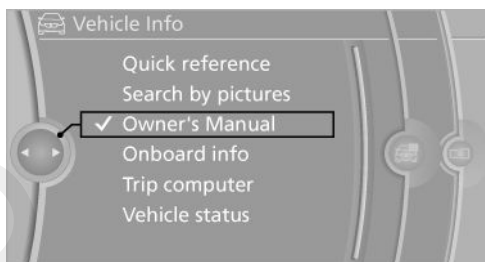 Vehicle Info
Quick reference
Search by pictures
Owner's Manual
Onboard info
Trip computer
Vehicle status